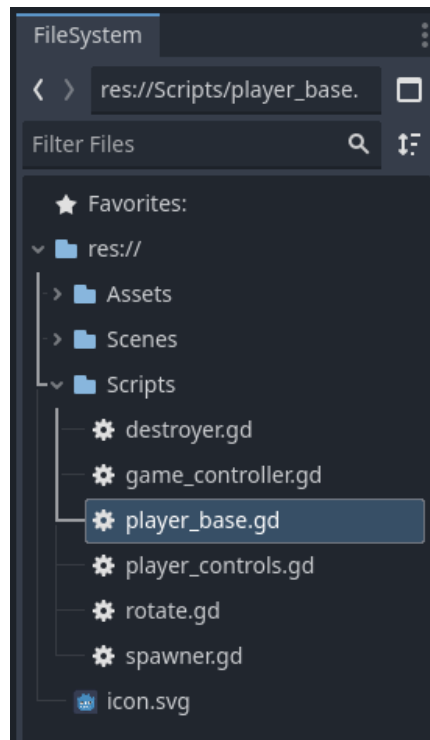 FileSystem
res://Scripts/player_base.
Filter Files
Favorites:
res://
Assets
Scenes
Scripts
destroyer.gd
game_controller.gd
player_base.gd
player_controls.gd
rotate.gd
spawner.gd
icon.svg